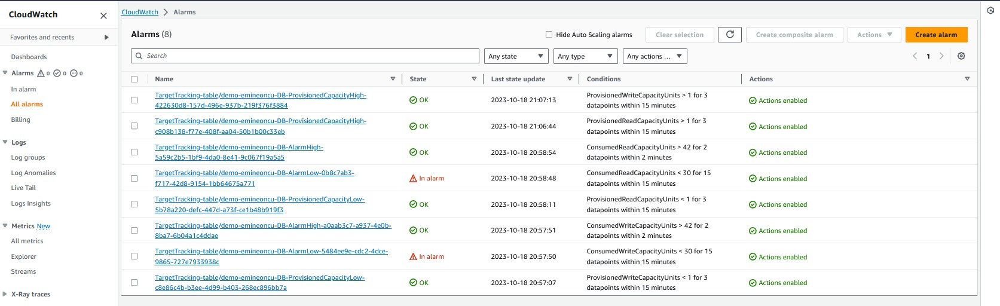 CloudWatch
Favorites and recents
Dashboards
Alarms 0 0 0
In alarm
All alarms
Billing
Logs
Log groups
Log Anomalies
Live Tail
Logs Insights
Metrics New
All metrics
Explorer
Streams
X-Ray traces
CloudWatch > Alarms
Alarms (8)
Hide Auto Scaling alarms
Clear selection
Create composite alarm
Actions
Create alarm
Search
Any state
Any type
Any actions ...
1
Name State Last state update Conditions Actions
TargetTracking-table/demo-emineoncu-DB-ProvisionedCapacityHigh-
422630d8-157d-496e-937b-219f376f3884
OK
2023-10-18 21:07:13
ProvisionedWriteCapacityUnits > 1 for 3
datapoints within 15 minutes
Actions enabled
TargetTracking-table/demo-emineoncu-DB-ProvisionedCapacityHigh-
c908b138-f77e-408f-aa04-50b1b00c33eb
OK
2023-10-18 21:06:44
ProvisionedReadCapacityUnits > 1 for 3
datapoints within 15 minutes
Actions enabled
TargetTracking-table/demo-emineoncu-DB-AlarmHigh-
5a59c2b5-1bf9-4da0-8e41-9c067f19a5a5
OK
2023-10-18 20:58:54
ConsumedReadCapacityUnits > 42 for 2
datapoints within 2 minutes
Actions enabled
TargetTracking-table/demo-emineoncu-DB-AlarmLow-0b8c7ab3-
f717-42d8-9154-1bb64675a771
In alarm
2023-10-18 20:58:48
ConsumedReadCapacityUnits < 30 for 15
datapoints within 15 minutes
Actions enabled
TargetTracking-table/demo-emineoncu-DB-ProvisionedCapacityLow-
5b78a220-defc-447d-a73f-ce1b48b919f3
OK
2023-10-18 20:58:11
ProvisionedReadCapacityUnits < 1 for 3
datapoints within 15 minutes
Actions enabled
TargetTracking-table/demo-emineoncu-DB-AlarmHigh-a0aab3c7-a937-4e0b-
8ba7-6b04a1c4ddae
OK
2023-10-18 20:57:51
ConsumedWriteCapacityUnits > 42 for 2
datapoints within 2 minutes
Actions enabled
TargetTracking-table/demo-emineoncu-DB-AlarmLow-5484ee9e-cdc2-4dce-
9865-727e7933938c
In alarm
2023-10-18 20:57:50
ConsumedWriteCapacityUnits < 30 for 15
datapoints within 15 minutes
Actions enabled
TargetTracking-table/demo-emineoncu-DB-ProvisionedCapacityLow-
c8e86c4b-b3ee-4d99-b403-268ec896bb7a
OK
2023-10-18 20:57:07
ProvisionedWriteCapacityUnits < 1 for 3
datapoints within 15 minutes
Actions enabled